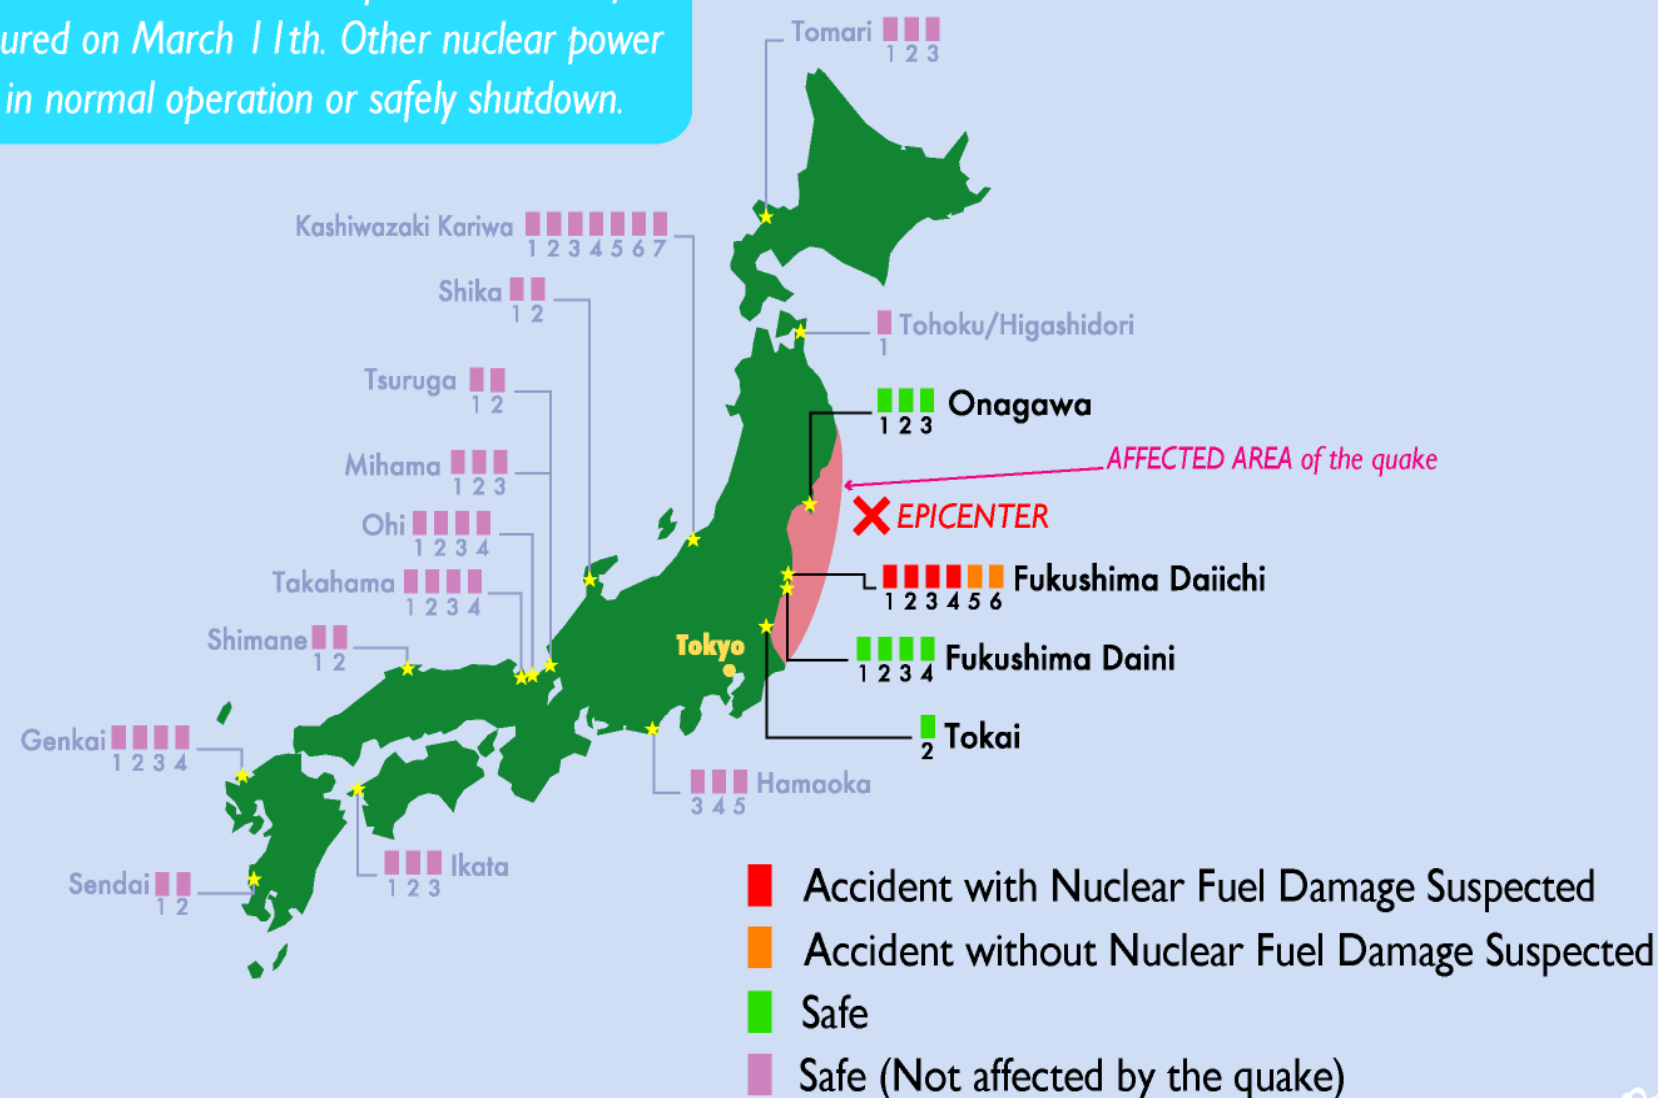 ured on March 11th. Other nuclear power
in normal operation or safely shutdown.
Tomari
1 2 3
Kashiwazaki Kariwa
1 2 3 4 5 6 7
Shika
1 2
Tohoku/Higashidori
1
Tsuruga
1 2
Onagawa
1 2 3
Mihama
1 2 3
AFFECTED AREA of the quake
EPICENTER
Ohi
1 2 3 4
Takahama
1 2 3 4
Fukushima Daiichi
1 2 3 4 5 6
Shimane
1 2
Tokyo
Fukushima Daini
1 2 3 4
Genkai
1 2 3 4
Tokai
2
Hamaoka
3 4 5
Ikata
1 2 3
Sendai
1 2
Accident with Nuclear Fuel Damage Suspected
Accident without Nuclear Fuel Damage Suspected
Safe
Safe (Not affected by the quake)